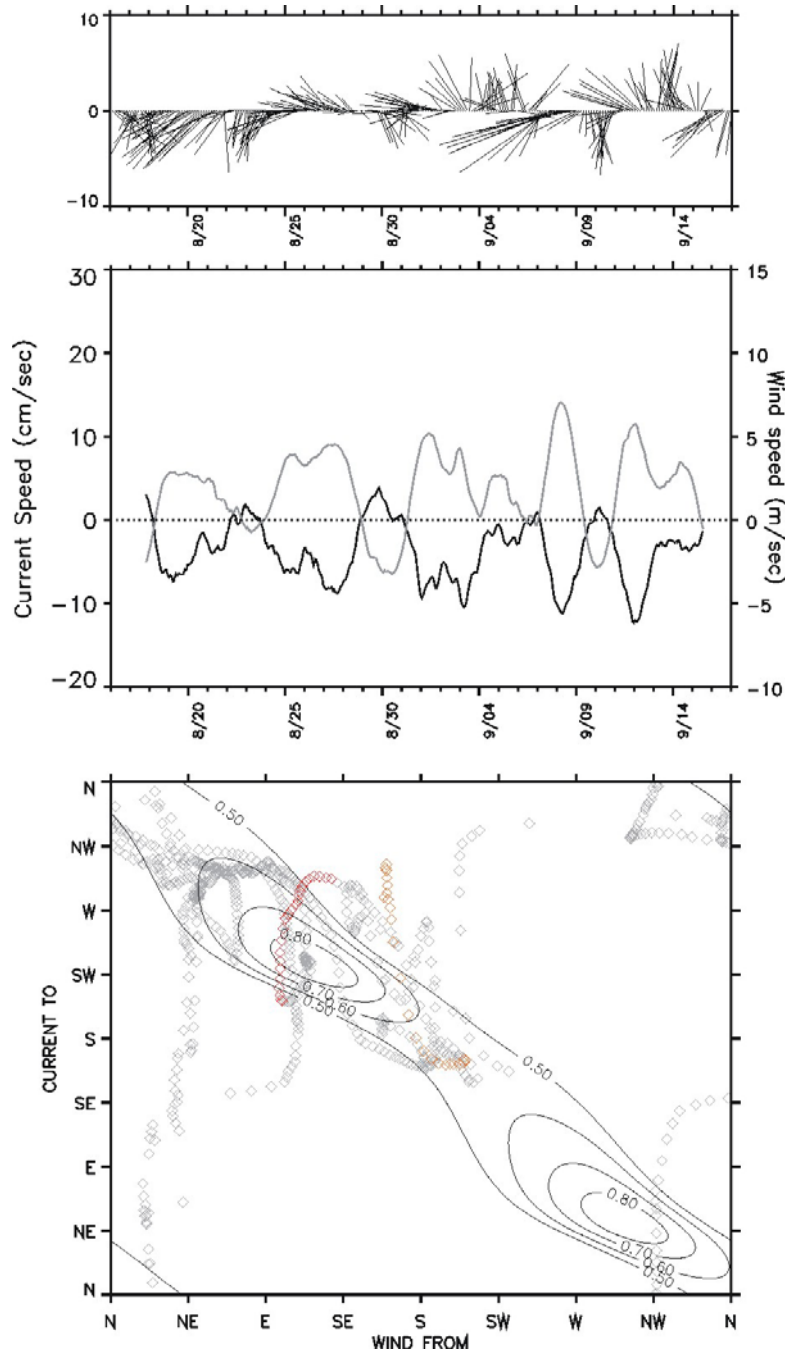 10
0
-10
8/20 8/25 8/30 9/04 9/09 9/14
30 15
20 10
10 5
0 0
-10 -5
-20 -10
Current Speed (cm/sec)
Wind speed (m/sec)
8/20 8/25 8/30 9/04 9/09 9/14
N
NW
W
SW
S
SE
E
NE
N
CURRENT TO
0.50
0.80
0.70 0.60
0.50
0.50
0.80
0.70 0.60
0.50
N NE E SE S SW W NW N
WIND FROM